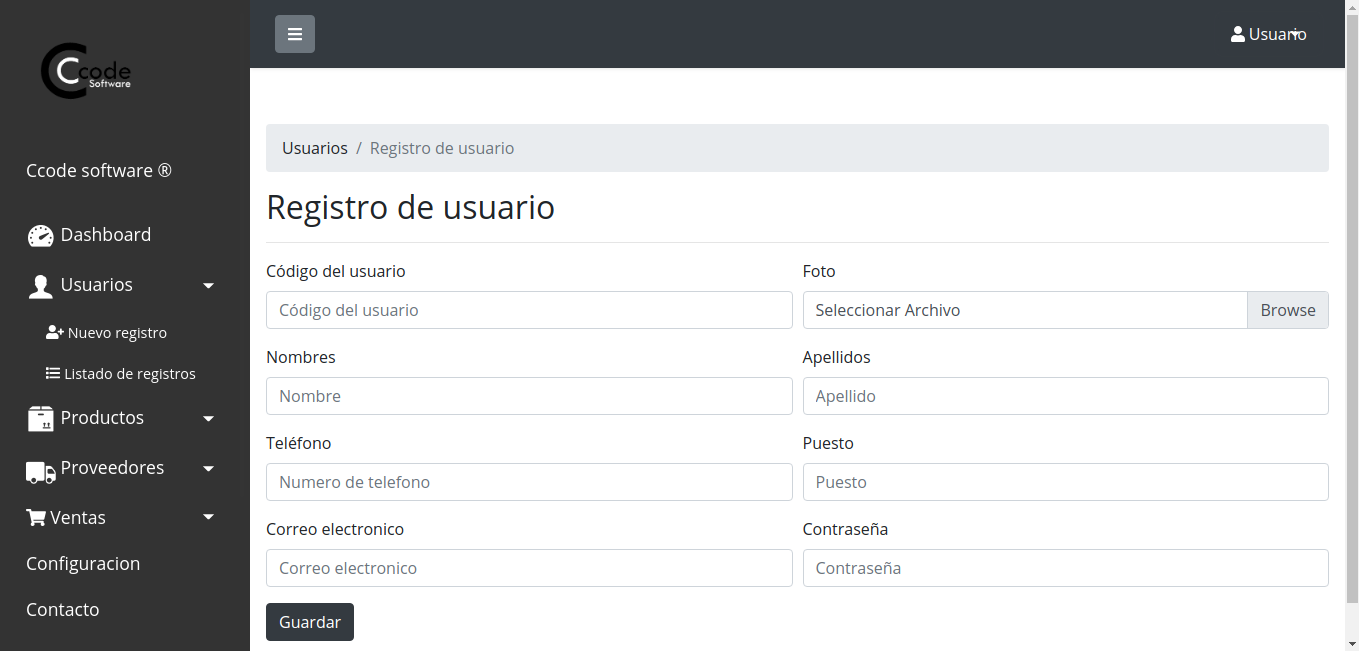 Ccode
Software
Ccode software ®
Dashboard
Usuarios
Nuevo registro
Listado de registros
Productos
Proveedores
Ventas
Configuracion
Contacto
Usuario
Usuarios / Registro de usuario
Registro de usuario
Código del usuario
Foto
Código del usuario
Seleccionar Archivo
Browse
Nombres
Apellidos
Nombre
Apellido
Teléfono
Puesto
Numero de telefono
Puesto
Correo electronico
Contraseña
Correo electronico
Contraseña
Guardar